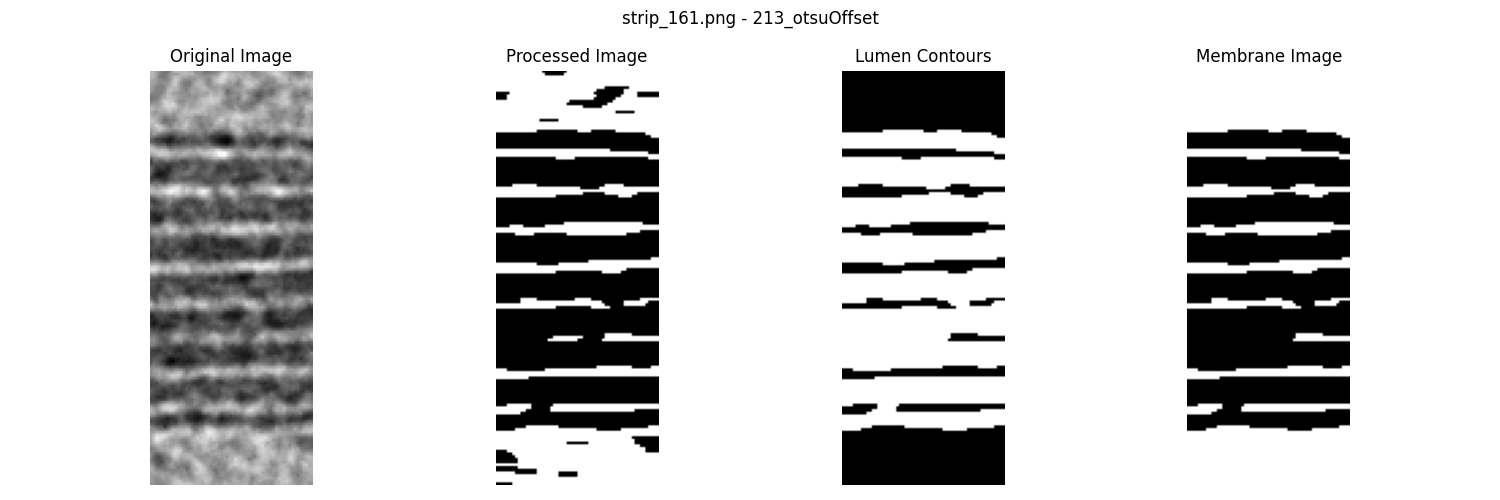 strip_161.png - 213_otsuOffset
Original Image
Processed Image
Lumen Contours
Membrane Image